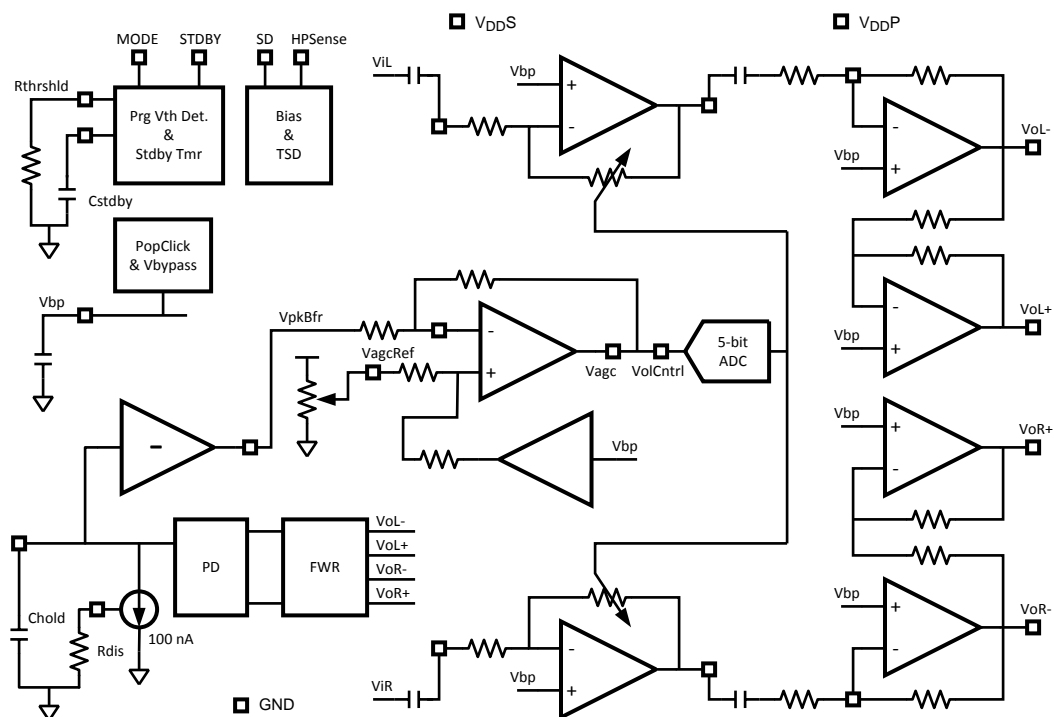 VDDS
VDDP
MODE
STDBY
SD
HPSense
Rthrshld
Prg Vth Det.
&
Stdby Tmr
Bias
&
TSD
Cstdby
ViL
Vbp
+
-
-
Vbp
+
VoL-
PopClick
& Vbypass
Vbp
VpkBfr
VagcRef
-
+
Vagc
VolCntrl
5-bit
ADC
-
Vbp
+
VoL+
–
Vbp
Vbp
+
-
VoR+
PD
FWR
VoL-
VoL+
VoR-
VoR+
Chold
Rdis
100 nA
Vbp
+
-
VoR-
ViR
-
Vbp
+
GND